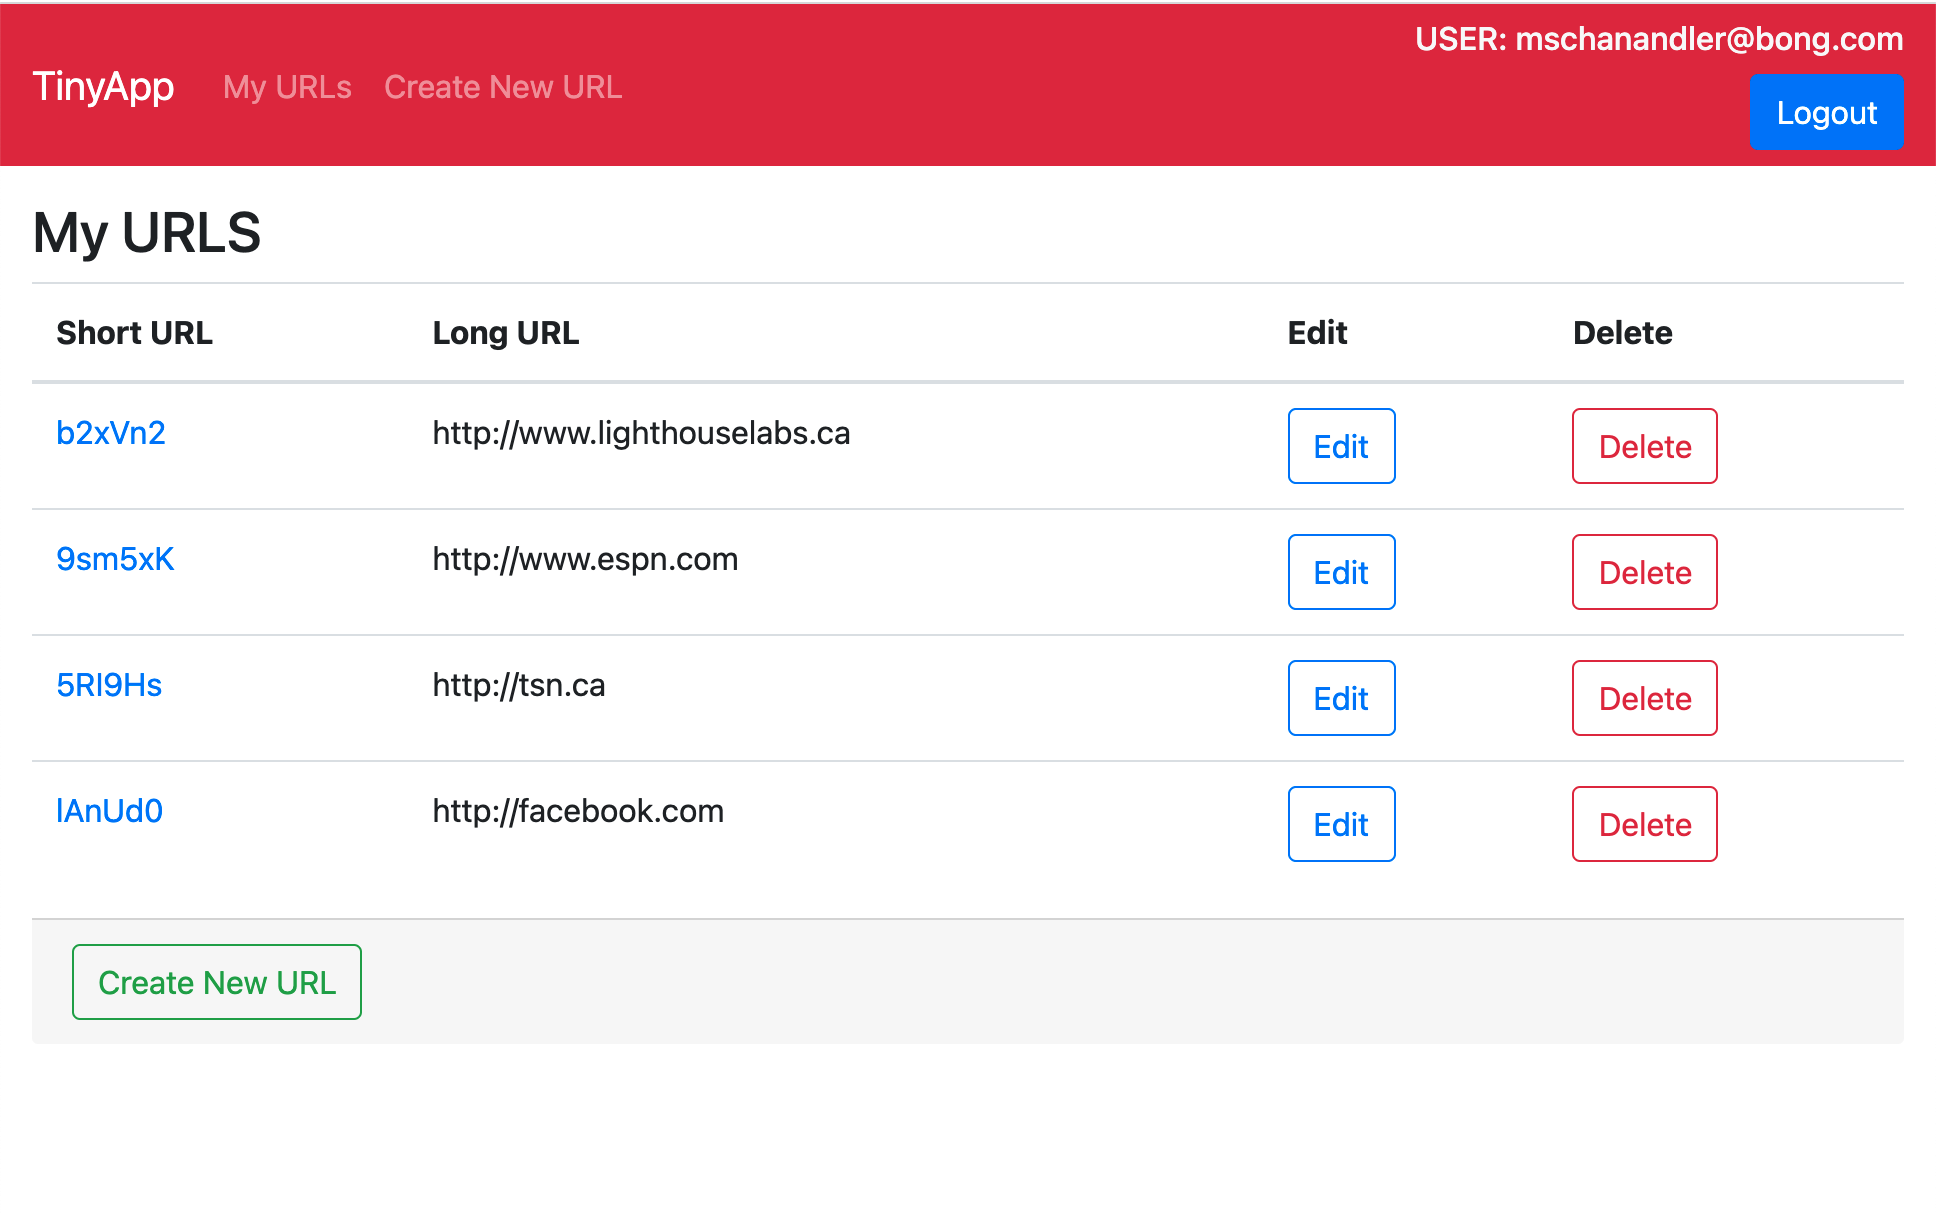 USER: mschanandler@bong.com
TinyApp My URLs Create New URL
Logout
My URLS
Short URL Long URL Edit Delete
b2xVn2 http://www.lighthouselabs.ca Edit Delete
9sm5xK http://www.espn.com Edit Delete
5RI9Hs http://tsn.ca Edit Delete
lAnUd0 http://facebook.com Edit Delete
Create New URL